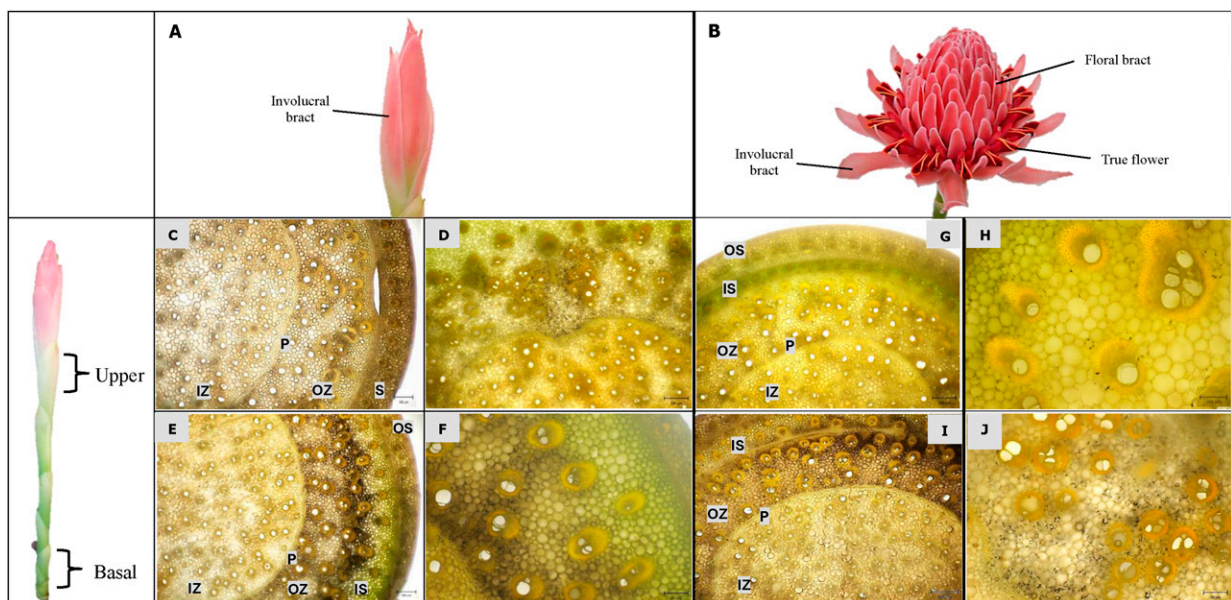 A
Involucral
bract
B
Floral bract
Involucral
bract
True flower
Upper
Basal
C
P
IZ
OZ
S
D
G
OS
IS
OZ
P
IZ
H
E
OS
P
IZ
OZ
IS
F
I
IS
OZ
P
IZ
J